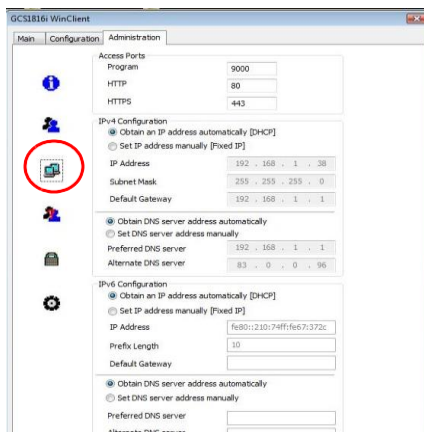 GCS1816i WinClient
Main Configuration Administration
Access Ports
Program 9000
HTTP 80
HTTPS 443
IPv4 Configuration
Obtain an IP address automatically [DHCP]
Set IP address manually [Fixed IP]
IP Address 192 . 168 . 1 . 38
Subnet Mask 255 . 255 . 255 . 0
Default Gateway 192 . 168 . 1 . 1
Obtain DNS server address automatically
Set DNS server address manually
Preferred DNS server 192 . 168 . 1 . 1
Alternate DNS server 83 . 0 . 0 . 96
IPv6 Configuration
Obtain an IP address automatically [DHCP]
Set IP address manually [Fixed IP]
IP Address fe80::210:74ff:fe67:372c
Prefix Length 10
Default Gateway
Obtain DNS server address automatically
Set DNS server address manually
Preferred DNS server
Alternate DNS server